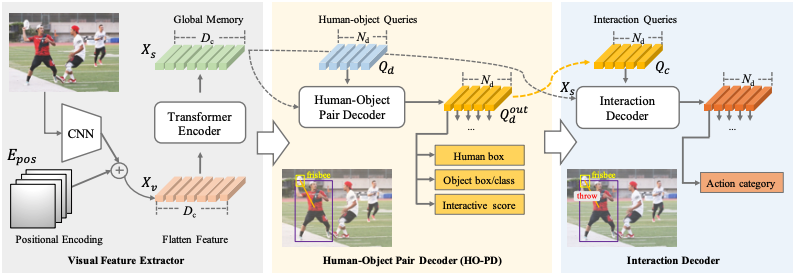 Global Memory
D_c
X_s
Transformer
Encoder
CNN
E_pos
X_v
D_c
Positional Encoding
Flatten Feature
Visual Feature Extractor
Human-object Queries
N_d
Q_d
Human-Object
Pair Decoder
N_d
Q_d^out
...
Human box
Object box/class
Interactive score
frisbee
Human-Object Pair Decoder (HO-PD)
Interaction Queries
N_d
Q_c
X_s
Interaction
Decoder
N_d
...
Action category
frisbee
throw
Interaction Decoder